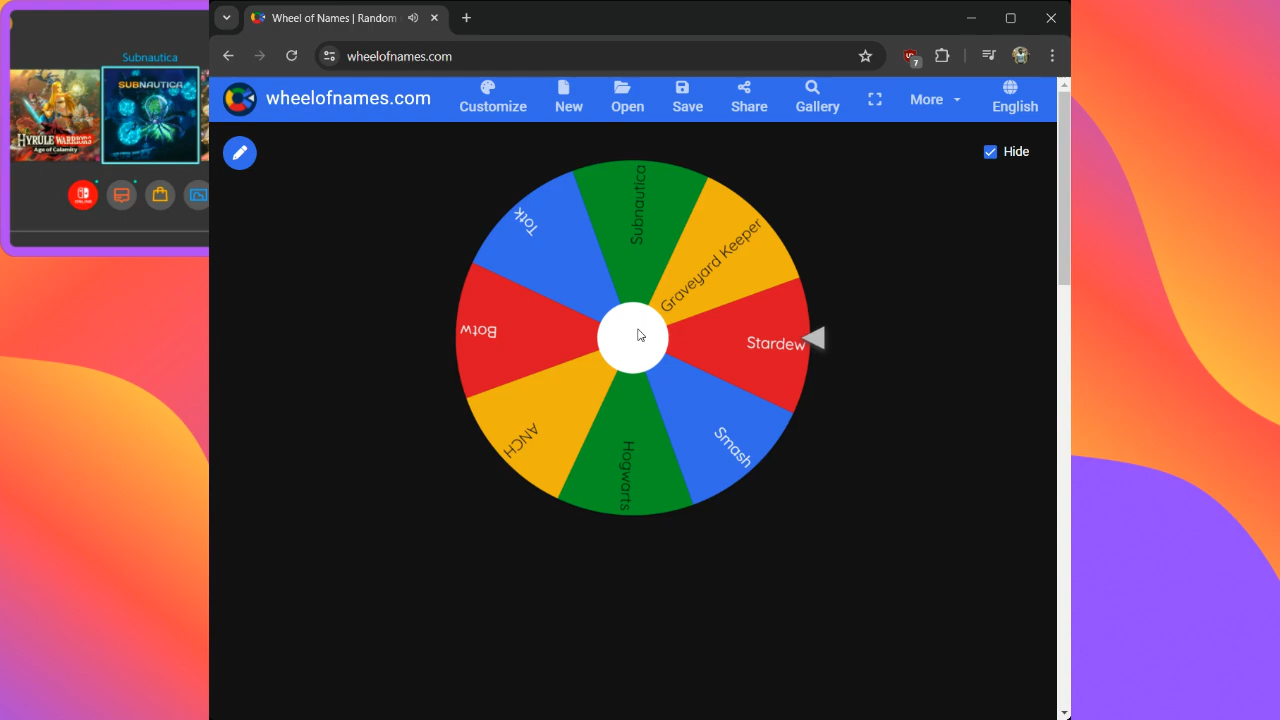 Wheel of Names | Random
wheelofnames.com
Subnautica
SUBNAUTICA
HYRULE WARRIORS
Age of Calamity
7
wheelofnames.com
Customize
New
Open
Save
Share
Gallery
More
English
Hide
Subnautica
Graveyard Keeper
Stardew
Smash
Hogwarts
ANCH
Botw
Totk